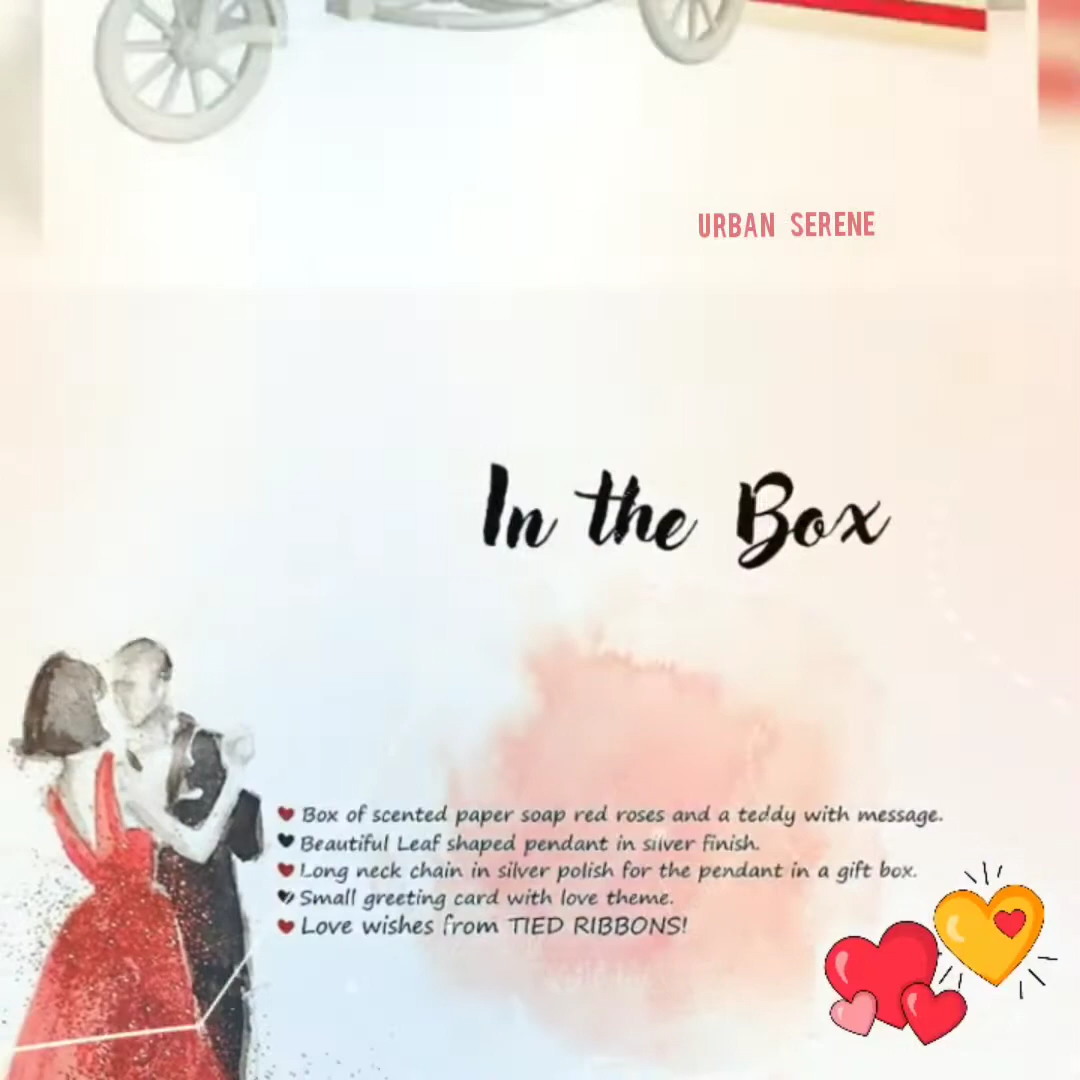 URBAN SERENE
In the Box
Box of scented paper soap red roses and a teddy with message.
Beautiful Leaf shaped pendant in silver finish.
Long neck chain in silver polish for the pendant in a gift box.
Small greeting card with love theme.
Love wishes from TIED RIBBONS!